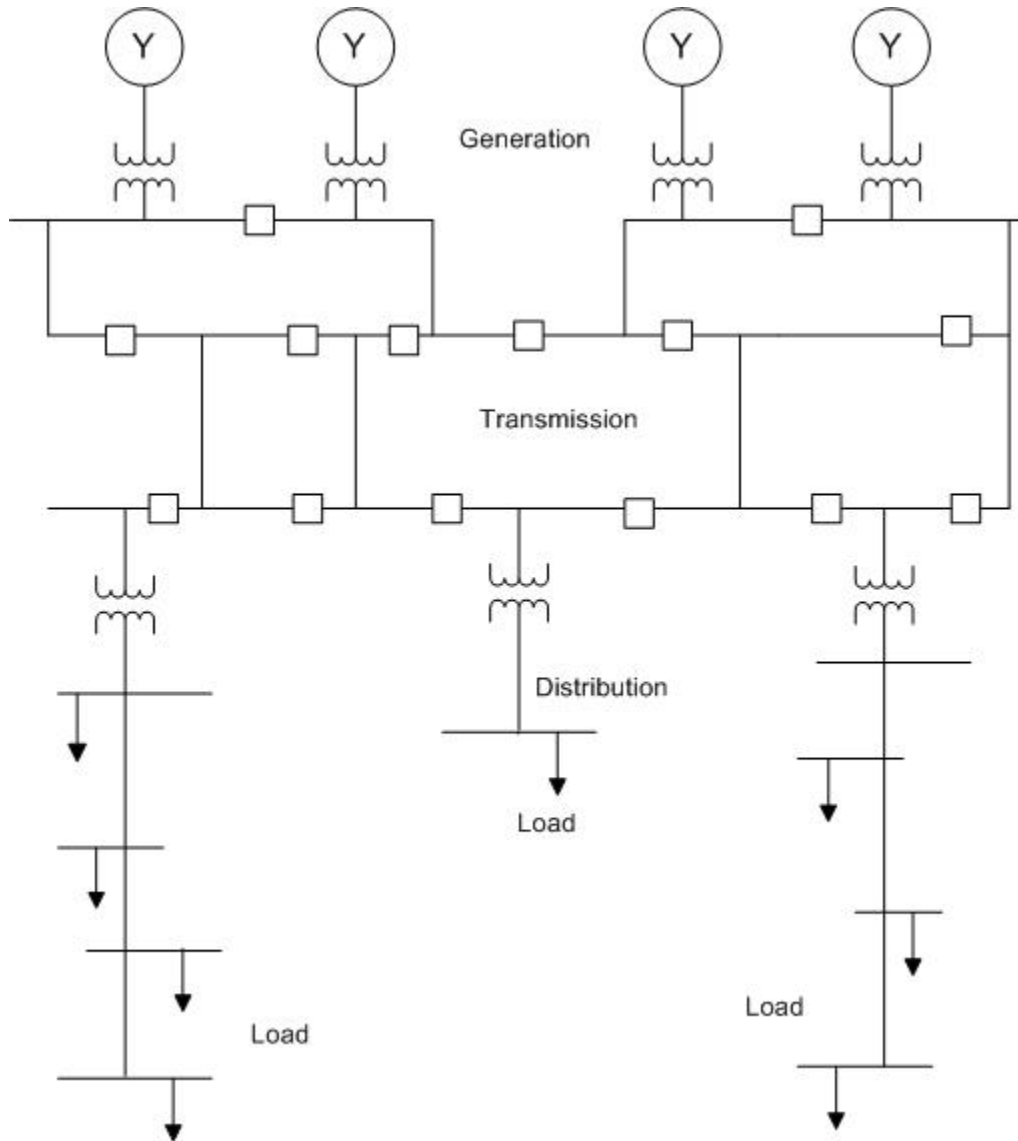 Y
Y
Y
Y
Generation
Transmission
Distribution
Load
Load
Load